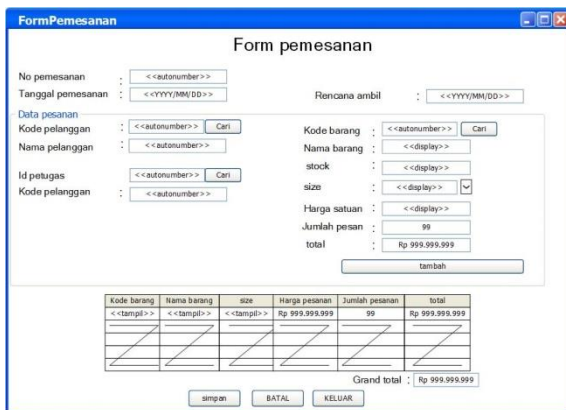 FormPemesanan
Form pemesanan
No pemesanan : <<autonumber>>
Tanggal pemesanan : <<YYYY/MM/DD>>
Rencana ambil : <<YYYY/MM/DD>>
Data pesanan
Kode pelanggan : <<autonumber>> Cari
Nama pelanggan : <<autonumber>>
Id petugas <<autonumber>> Cari
Kode pelanggan : <<autonumber>>
Kode barang : <<autonumber>> Cari
Nama barang : <<display>>
stock : <<display>>
size : <<display>>
Harga satuan : <<display>>
Jumlah pesan : 99
total : Rp 999.999.999
tambah
Kode barang Nama barang size Harga pesanan Jumlah pesanan total
<<tampil>> <<tampil>> <<tampil>> Rp 999.999.999 99 Rp 999.999.999
Grand total : Rp 999.999.999
simpan BATAL KELUAR